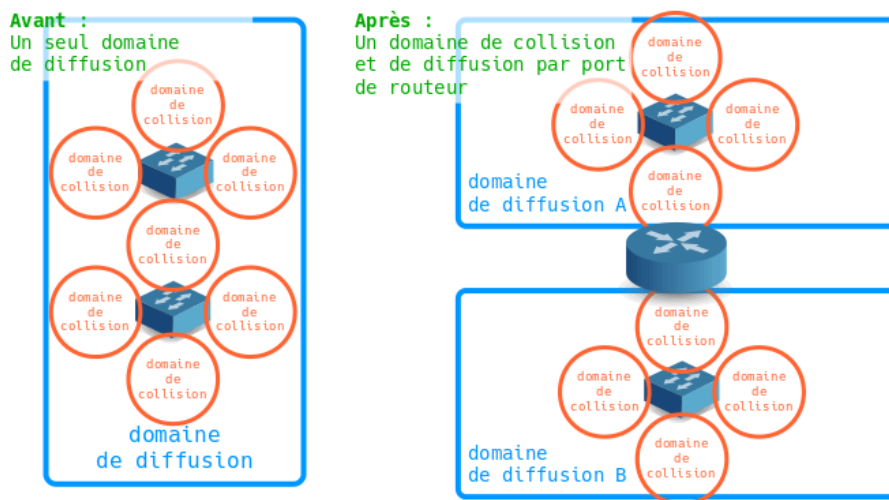 Avant :
Un seul domaine
de diffusion
domaine
de
collision
domaine
de
collision
domaine
de
collision
domaine
de
collision
domaine
de
collision
domaine
de
collision
domaine
de
collision
domaine
de diffusion
Après :
Un domaine de collision
et de diffusion par port
de routeur
domaine
de
collision
domaine
de
collision
domaine
de
collision
domaine
de
collision
domaine
de diffusion A
domaine
de
collision
domaine
de
collision
domaine
de
collision
domaine
de
collision
domaine
de diffusion B